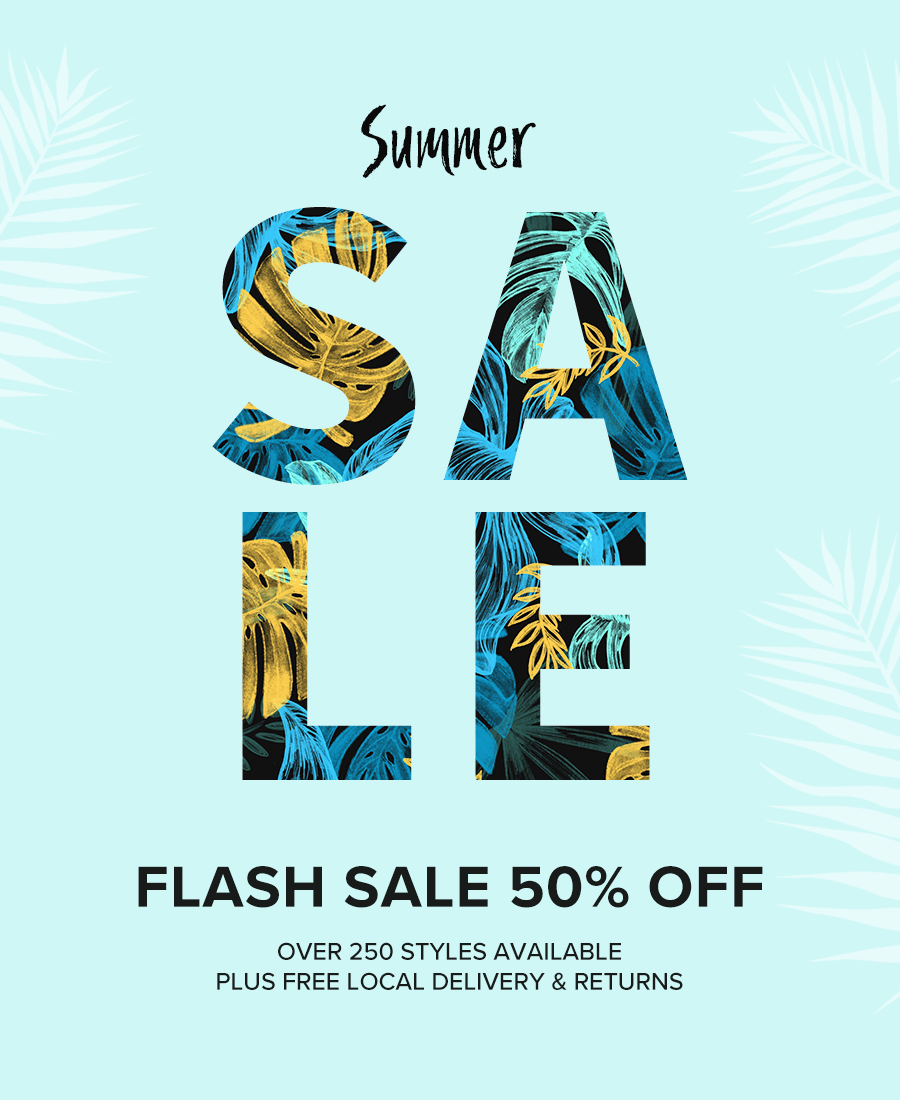 Summer
SA
LE
FLASH SALE 50% OFF
OVER 250 STYLES AVAILABLE
PLUS FREE LOCAL DELIVERY & RETURNS